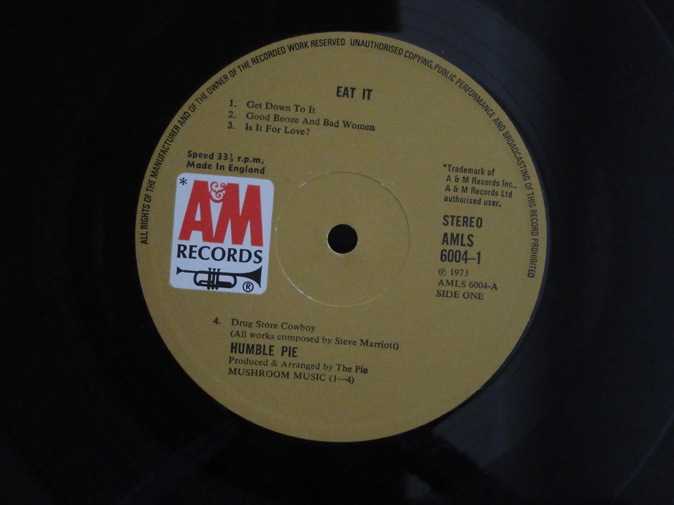 ALL RIGHTS OF THE MANUFACTURER AND OF THE OWNER OF THE RECORDED WORK RESERVED UNAUTHORISED COPYING, PUBLIC PERFORMANCE AND BROADCASTING OF THIS RECORD PROHIBITED
EAT IT
1. Get Down To It
2. Good Booze And Bad Women
3. Is It For Love?
Speed 33⅓ r.p.m.
Made In England
*
A&M
RECORDS
®
*Trademark of
A & M Records Inc.,
A & M Records Ltd
authorised user.
STEREO
AMLS
6004-1
℗ 1973
AMLS 6004-A
SIDE ONE
4. Drug Store Cowboy
(All works composed by Steve Marriott)
HUMBLE PIE
Produced & Arranged by The Pie
MUSHROOM MUSIC (1—4)